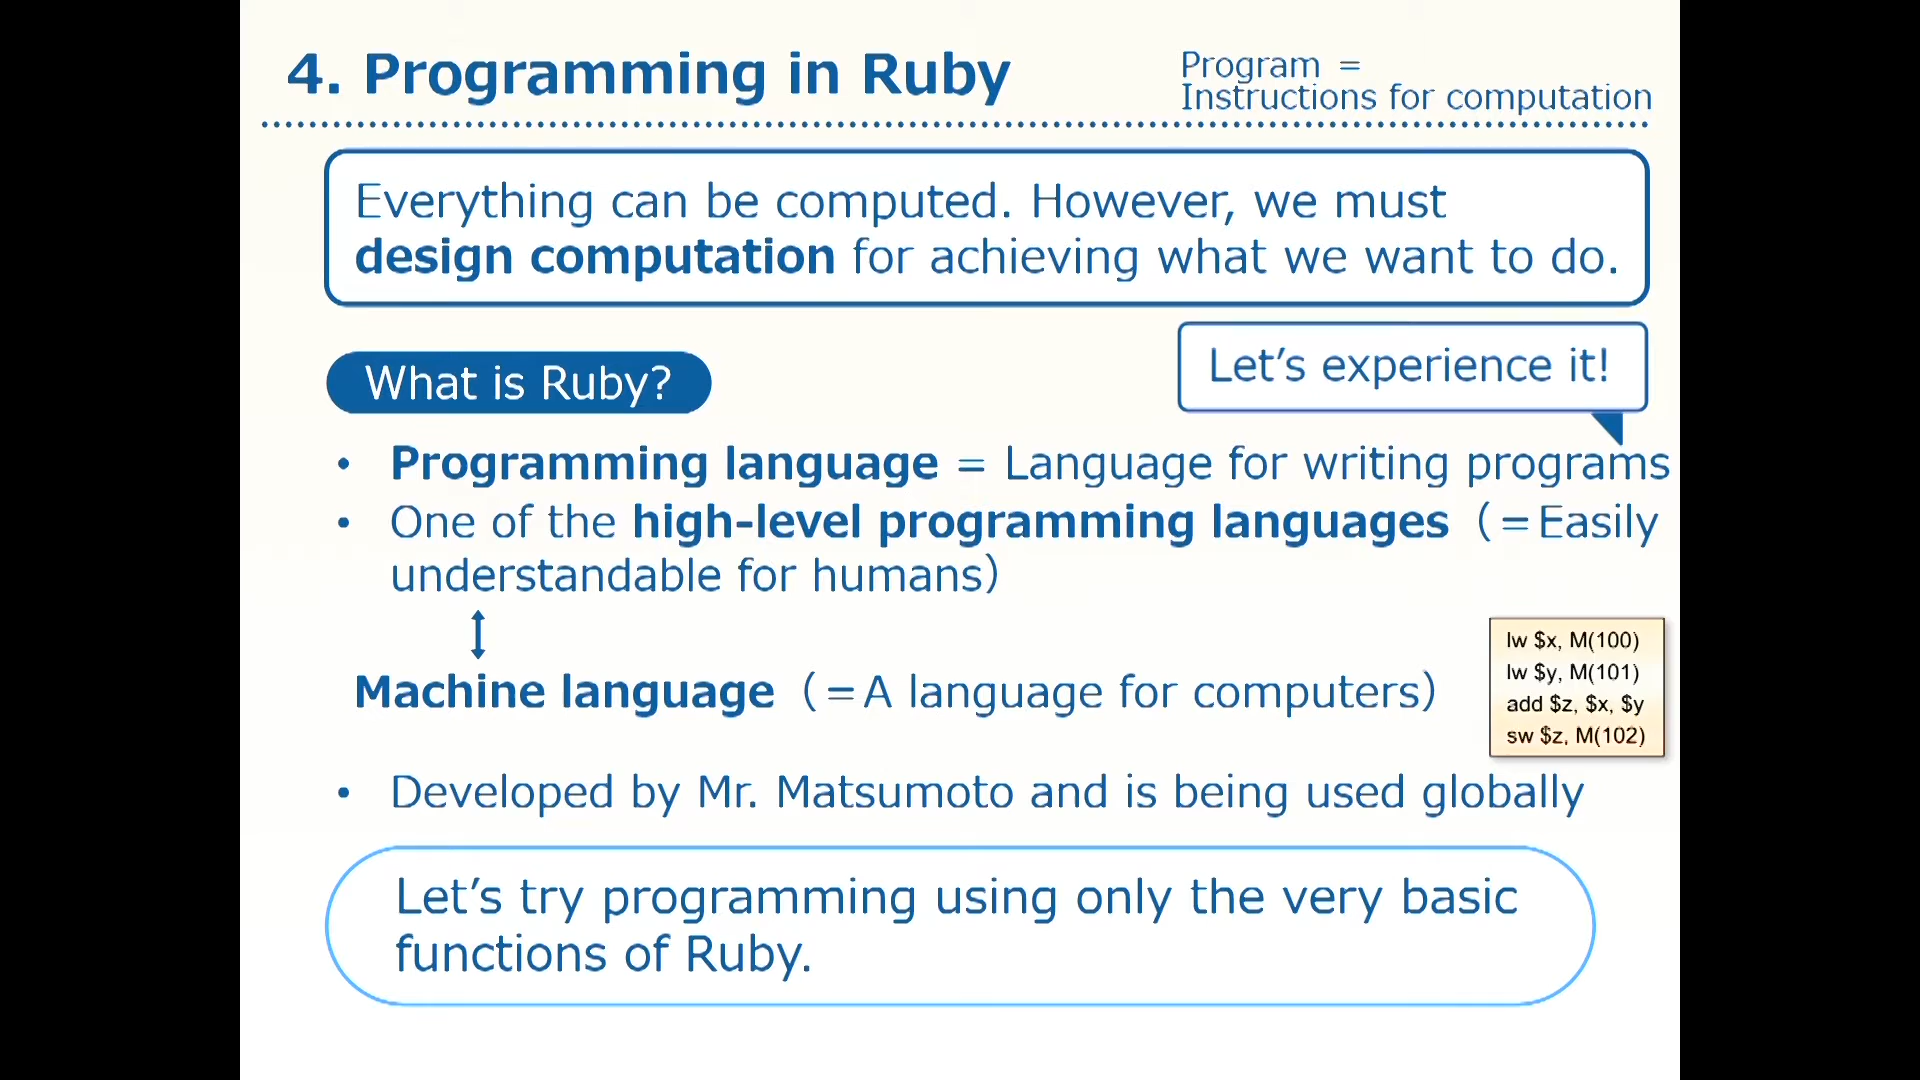 4. Programming in Ruby
Program =
Instructions for computation
Everything can be computed. However, we must
design computation for achieving what we want to do.
Let’s experience it!
What is Ruby?
• Programming language = Language for writing programs
• One of the high-level programming languages (=Easily
understandable for humans)
Machine language (=A language for computers)
lw $x, M(100)
lw $y, M(101)
add $z, $x, $y
sw $z, M(102)
• Developed by Mr. Matsumoto and is being used globally
Let’s try programming using only the very basic
functions of Ruby.